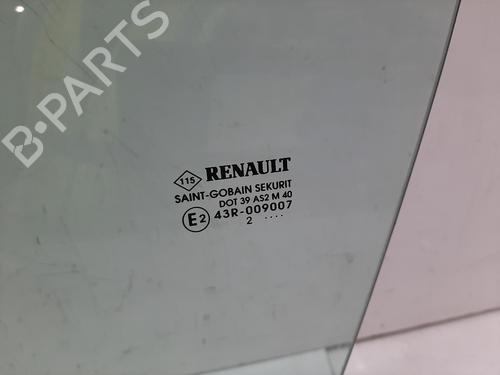 B-PARTS
115 RENAULT
SAINT-GOBAIN SEKURIT
DOT 39 AS2 M 40
E2 43R-009007
2 ....